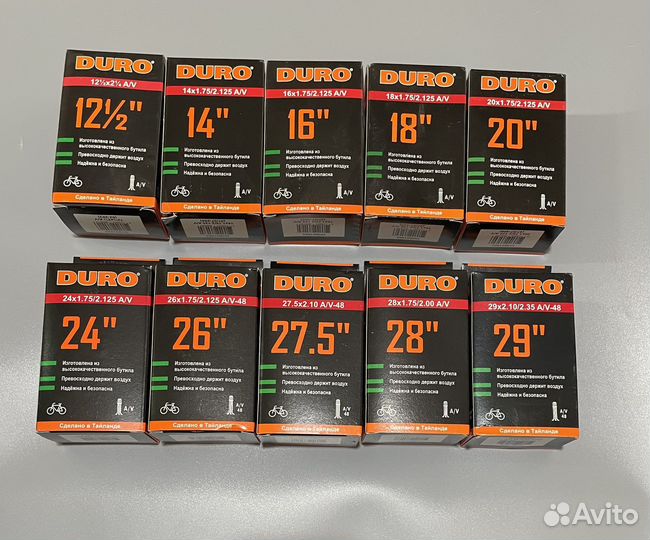 DURO
12½x2¼ A/V
12½"
Изготовлена из
высококачественного бутила
Превосходно держит воздух
Надёжна и безопасна
A/V
Сделано в Тайланде
DURO
14x1.75/2.125 A/V
14"
Изготовлена из
высококачественного бутила
Превосходно держит воздух
Надёжна и безопасна
A/V
Сделано в Тайланде
DURO
16x1.75/2.125 A/V
16"
Изготовлена из
высококачественного бутила
Превосходно держит воздух
Надёжна и безопасна
A/V
Сделано в Тайланде
DURO
18x1.75/2.125 A/V
18"
Изготовлена из
высококачественного бутила
Превосходно держит воздух
Надёжна и безопасна
A/V
Сделано в Тайланде
DURO
20x1.75/2.125 A/V
20"
Изготовлена из
высококачественного бутила
Превосходно держит воздух
Надёжна и безопасна
A/V
Сделано в Тайланде
DURO
24x1.75/2.125 A/V
24"
Изготовлена из
высококачественного бутила
Превосходно держит воздух
Надёжна и безопасна
A/V
Сделано в Тайланде
DURO
26x1.75/2.125 A/V-48
26"
Изготовлена из
высококачественного бутила
Превосходно держит воздух
Надёжна и безопасна
A/V
48
Сделано в Тайланде
DURO
27,5x2.10 A/V-48
27.5"
Изготовлена из
высококачественного бутила
Превосходно держит воздух
Надёжна и безопасна
A/V
48
Сделано в Тайланде
DURO
28x1.75/2.00 A/V
28"
Изготовлена из
высококачественного бутила
Превосходно держит воздух
Надёжна и безопасна
A/V
Сделано в Тайланде
DURO
29x2.10/2.35 A/V-48
29"
Изготовлена из
высококачественного бутила
Превосходно держит воздух
Надёжна и безопасна
A/V
48
Сделано в Тайланде
Avito